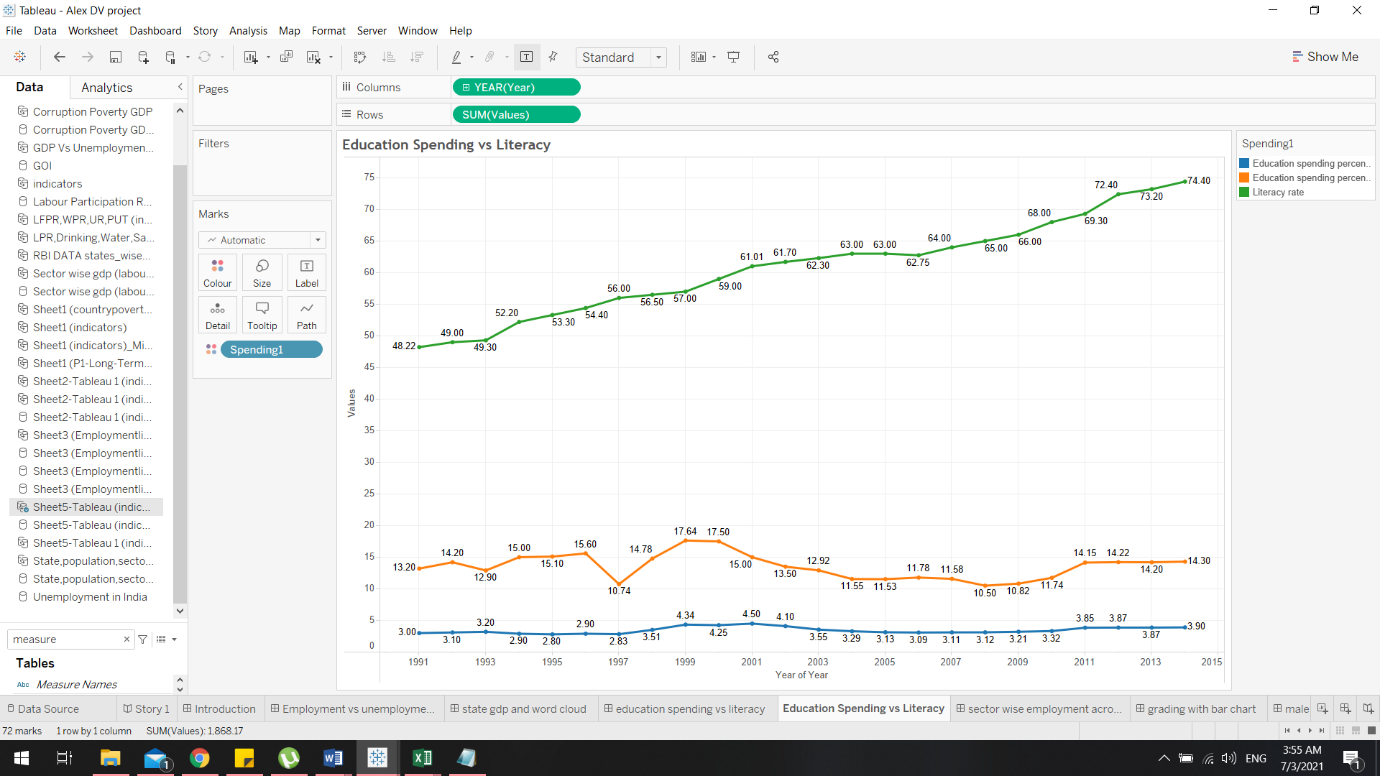 Tableau - Alex DV project
File Data Worksheet Dashboard Story Analysis Map Format Server Window Help
Standard
Show Me
Data Analytics
Corruption Poverty GDP
Corruption Poverty GD...
GDP Vs Unemploymen...
GOI
indicators
Labour Participation R...
LFPR,WPR,UR,PUT (in...
LPR,Drinking,Water,Sa...
RBI DATA states_wise...
Sector wise gdp (labou...
Sector wise gdp (labou...
Sheet1 (countrypovert...
Sheet1 (indicators)
Sheet1 (indicators)_Mi...
Sheet1 (P1-Long-Term...
Sheet2-Tableau 1 (indi...
Sheet2-Tableau 1 (indi...
Sheet2-Tableau 1 (indi...
Sheet3 (Employmentli...
Sheet3 (Employmentli...
Sheet3 (Employmentli...
Sheet3 (Employmentli...
Sheet5-Tableau (indic...
Sheet5-Tableau (indic...
Sheet5-Tableau 1 (indi...
State,population,secto...
State,population,secto...
Unemployment in India
measure
Tables
Abc Measure Names
Pages
Filters
Marks
Automatic
Colour Size Label
Detail Tooltip Path
Spending1
Columns YEAR(Year)
Rows SUM(Values)
Education Spending vs Literacy
Values
75
70
65
60
55
50
45
40
35
30
25
20
15
10
5
0
48.22 49.00 49.30 52.20 53.30 54.40 56.00 56.50 57.00 59.00 61.01 61.70 62.30 63.00 63.00 62.75 64.00 65.00 66.00 68.00 69.30 72.40 73.20 74.40
13.20 14.20 12.90 15.00 15.10 15.60 10.74 14.78 17.64 17.50 15.00 13.50 12.92 11.55 11.53 11.78 11.58 10.50 10.82 11.74 14.15 14.22 14.20 14.30
3.00 3.10 3.20 2.90 2.80 2.90 2.83 3.51 4.34 4.25 4.50 4.10 3.55 3.29 3.13 3.09 3.11 3.12 3.21 3.32 3.85 3.87 3.87 3.90
1991 1993 1995 1997 1999 2001 2003 2005 2007 2009 2011 2013 2015
Year of Year
Spending1
Education spending percen..
Education spending percen..
Literacy rate
Data Source Story 1 Introduction Employment vs unemployme... state gdp and word cloud education spending vs literacy Education Spending vs Literacy sector wise employment acro... grading with bar chart male
72 marks 1 row by 1 column SUM(Values): 1,868.17
1
ENG
3:55 AM
7/3/2021
1